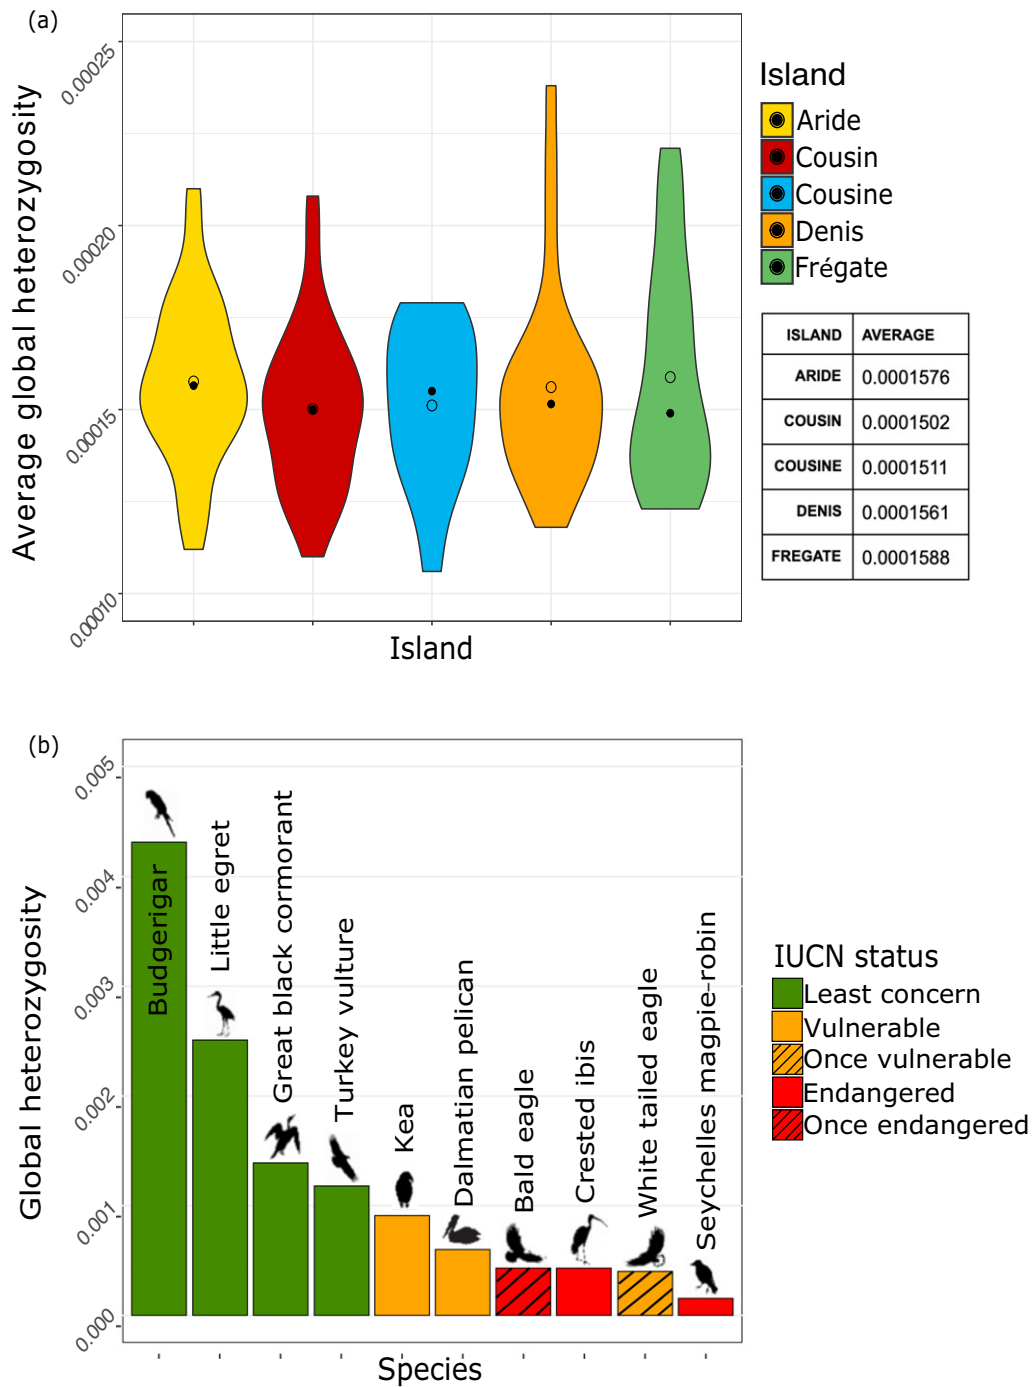 (a)
Average global heterozygosity
0.00025
0.00020
0.00015
0.00010
Island
Island
Aride
Cousin
Cousine
Denis
Frégate
ISLAND AVERAGE
ARIDE 0.0001576
COUSIN 0.0001502
COUSINE 0.0001511
DENIS 0.0001561
FREGATE 0.0001588
(b)
Global heterozygosity
0.005
0.004
0.003
0.002
0.001
0.000
Budgerigar
Little egret
Great black cormorant
Turkey vulture
Kea
Dalmatian pelican
Bald eagle
Crested ibis
White tailed eagle
Seychelles magpie-robin
Species
IUCN status
Least concern
Vulnerable
Once vulnerable
Endangered
Once endangered